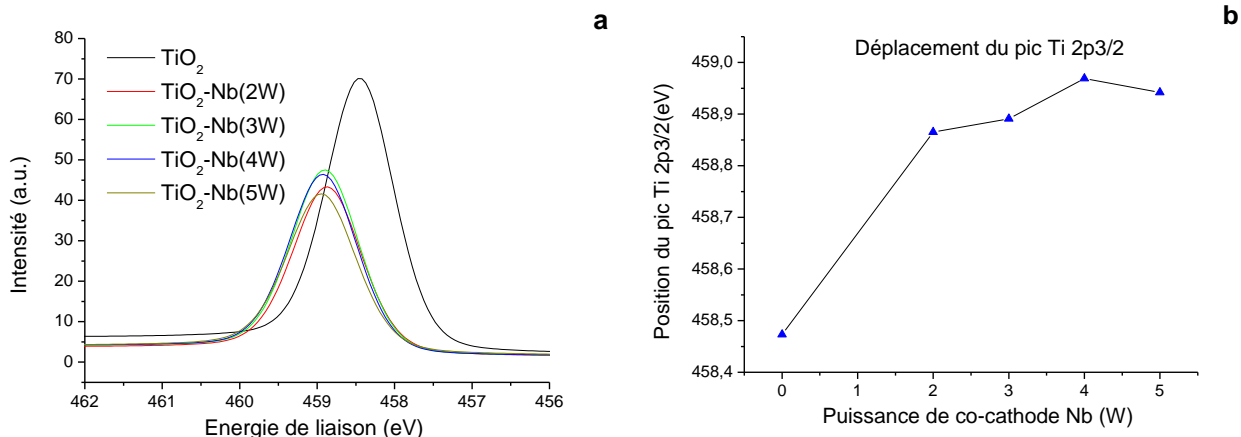 a
80
70
60
50
40
30
20
10
0
Intensité (a.u.)
TiO2
TiO2-Nb(2W)
TiO2-Nb(3W)
TiO2-Nb(4W)
TiO2-Nb(5W)
462 461 460 459 458 457 456
Energie de liaison (eV)
b
Déplacement du pic Ti 2p3/2
459,0
458,9
458,8
458,7
458,6
458,5
458,4
Position du pic Ti 2p3/2(eV)
0 1 2 3 4 5
Puissance de co-cathode Nb (W)